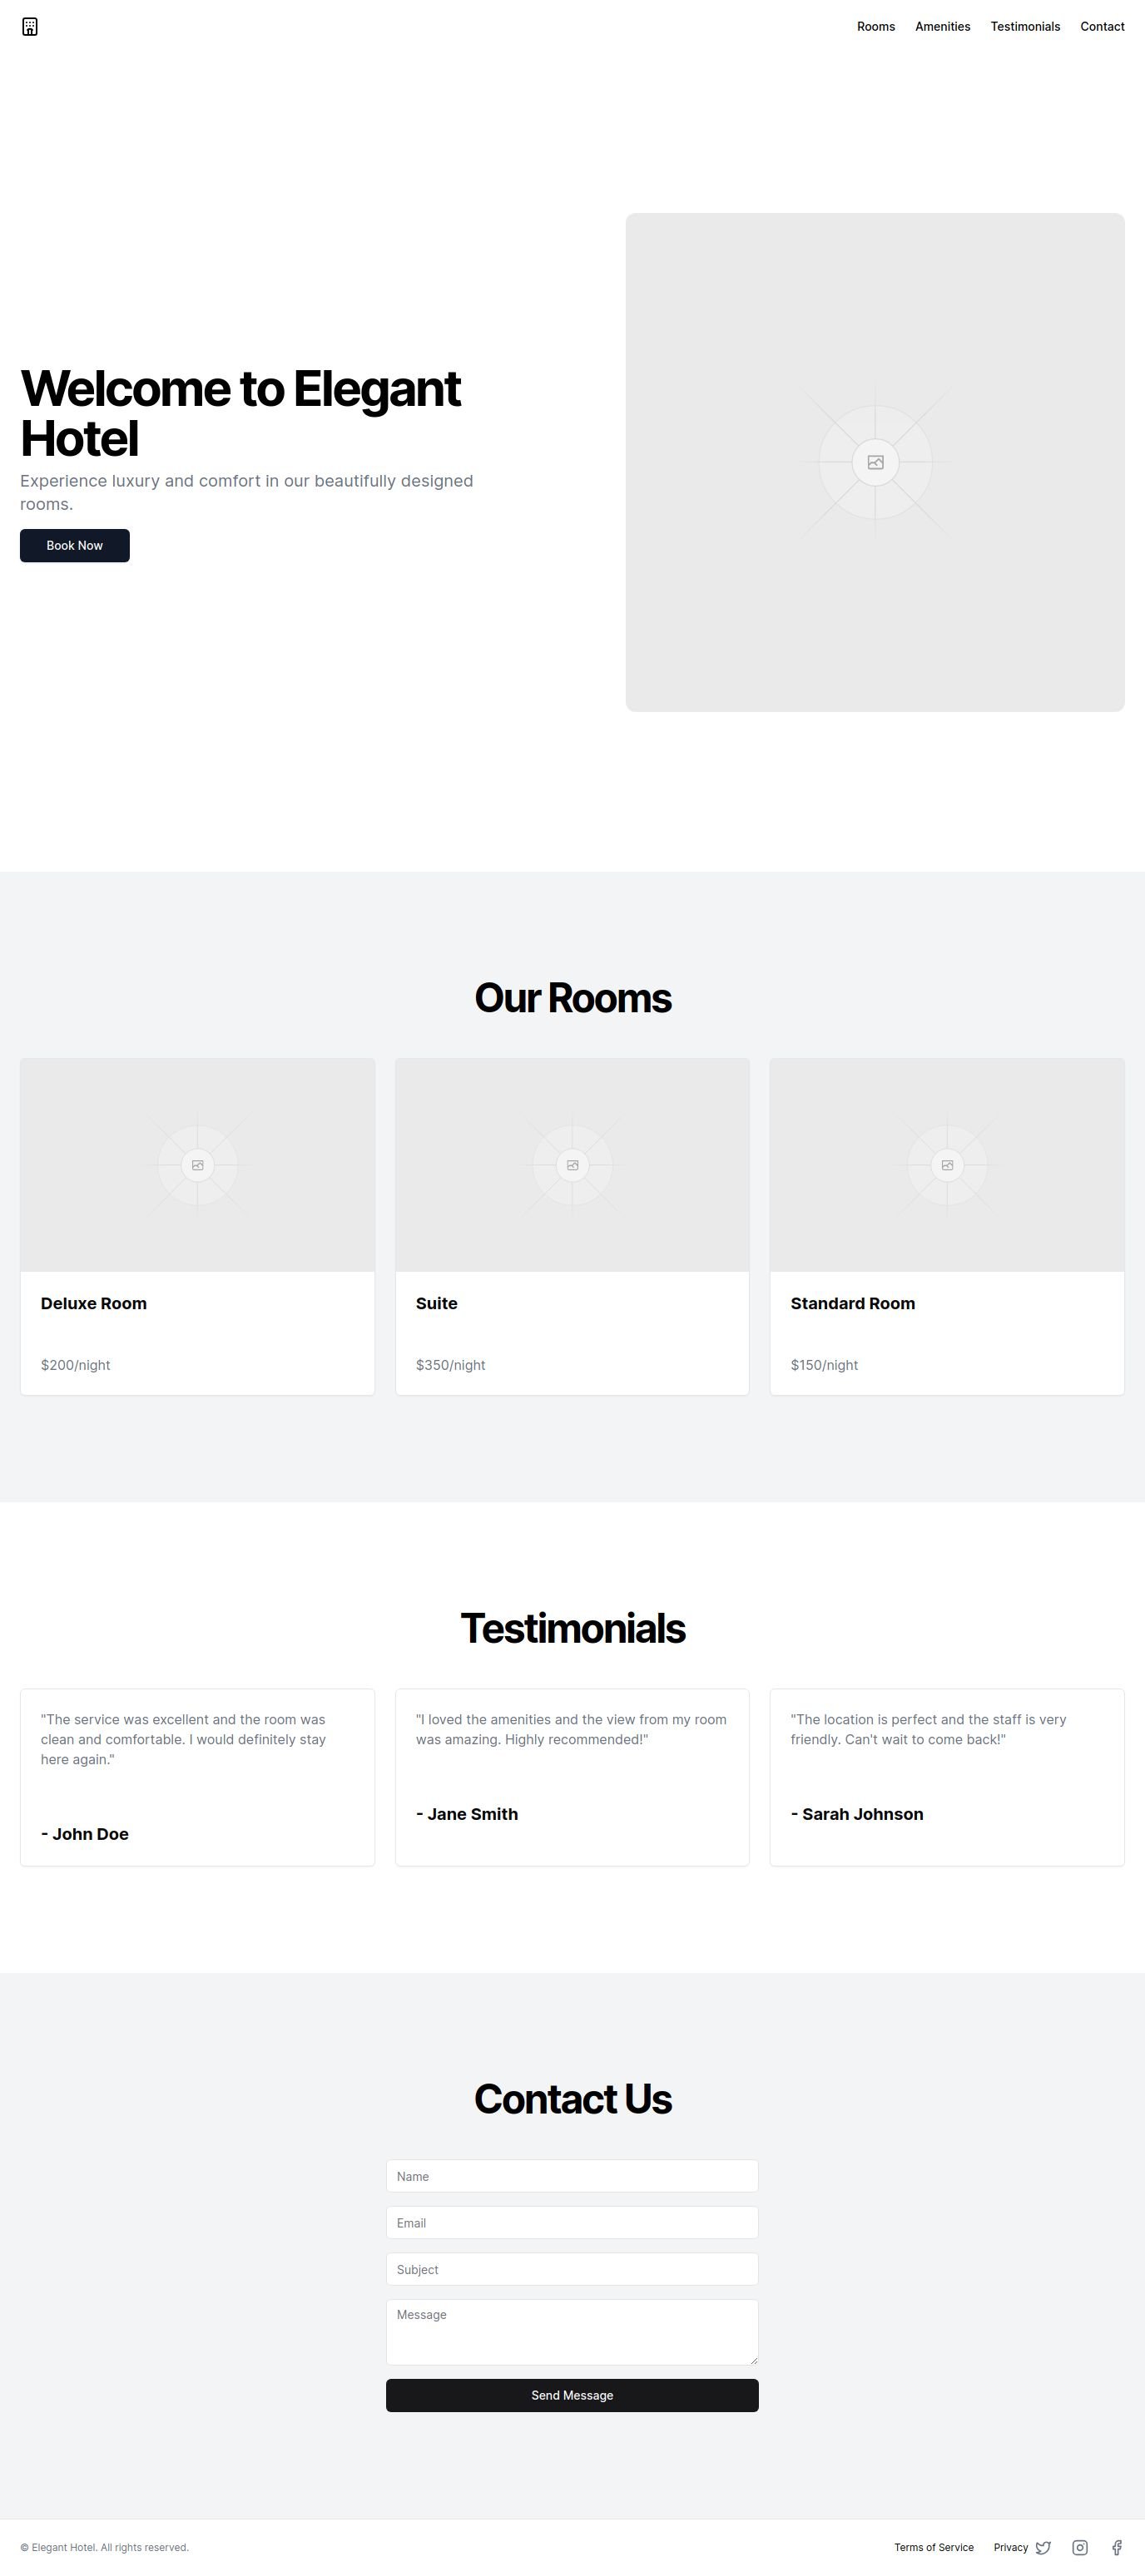 Rooms Amenities Testimonials Contact
Welcome to Elegant
Hotel
Experience luxury and comfort in our beautifully designed
rooms.
Book Now
Our Rooms
Deluxe Room
$200/night
Suite
$350/night
Standard Room
$150/night
Testimonials
"The service was excellent and the room was
clean and comfortable. I would definitely stay
here again."
- John Doe
"I loved the amenities and the view from my room
was amazing. Highly recommended!"
- Jane Smith
"The location is perfect and the staff is very
friendly. Can't wait to come back!"
- Sarah Johnson
Contact Us
Name
Email
Subject
Message
Send Message
© Elegant Hotel. All rights reserved.
Terms of Service Privacy